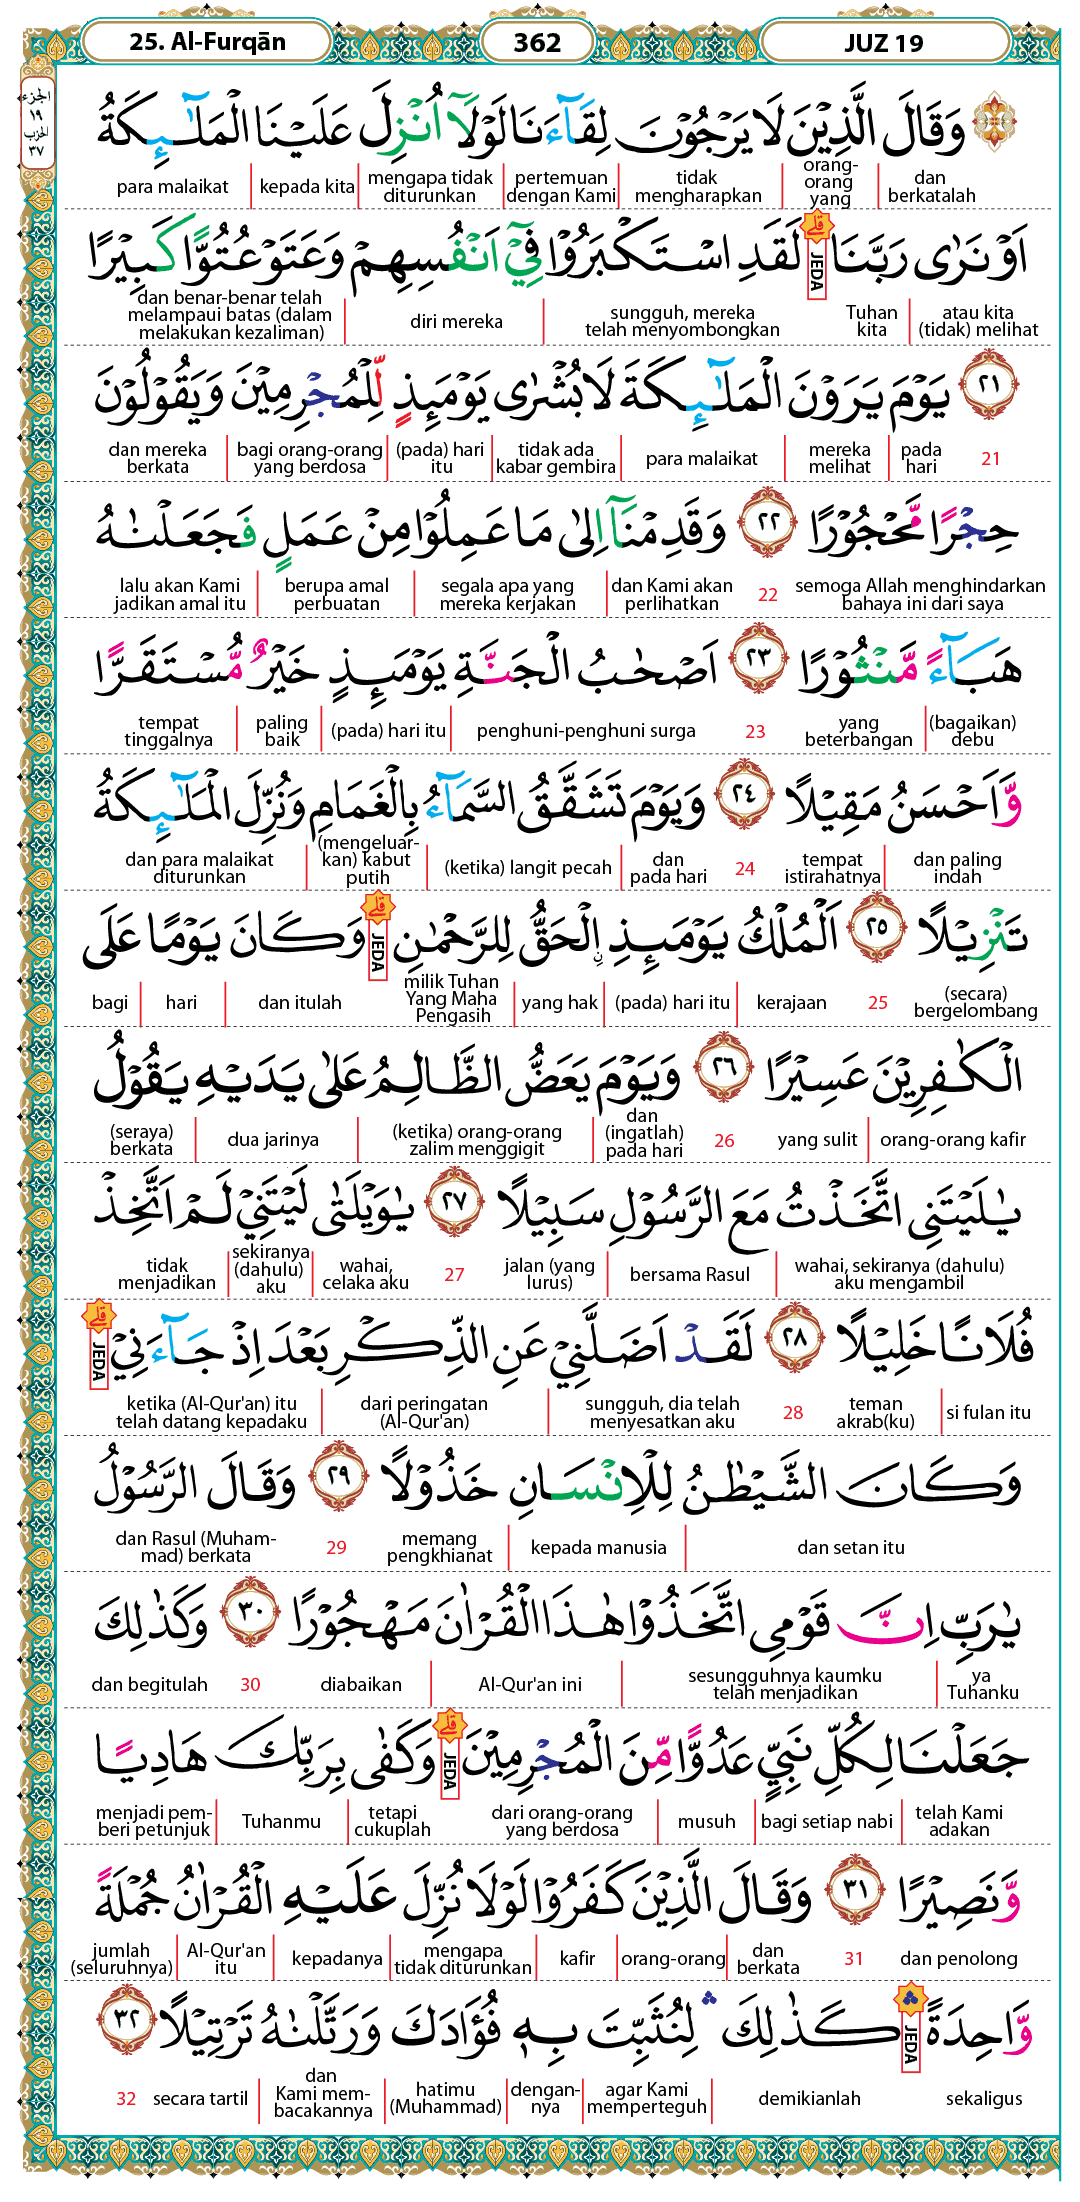 25. Al-Furqān
362
JUZ 19
الجزء
١٩
الحزب
٣٧
وَقَالَ الَّذِيْنَ لَا يَرْجُوْنَ لِقَاۤءَنَا لَوْلَآ اُنْزِلَ عَلَيْنَا الْمَلٰۤىِٕكَةُ
dan berkatalah | orang-orang yang | tidak mengharapkan | pertemuan dengan Kami | mengapa tidak diturunkan | kepada kita | para malaikat
اَوْ نَرٰى رَبَّنَا ۗ لَقَدِ اسْتَكْبَرُوْا فِيْٓ اَنْفُسِهِمْ وَعَتَوْ عُتُوًّا كَبِيْرًا
JEDA
atau kita (tidak) melihat | Tuhan kita | sungguh, mereka telah menyombongkan | diri mereka | dan benar-benar telah melampaui batas (dalam melakukan kezaliman)
٢١ يَوْمَ يَرَوْنَ الْمَلٰۤىِٕكَةَ لَا بُشْرٰى يَوْمَىِٕذٍ لِّلْمُجْرِمِيْنَ وَيَقُوْلُوْنَ
21 | pada hari | mereka melihat | para malaikat | tidak ada kabar gembira | (pada) hari itu | bagi orang-orang yang berdosa | dan mereka berkata
حِجْرًا مَّحْجُوْرًا ٢٢ وَقَدِمْنَآ اِلٰى مَا عَمِلُوْا مِنْ عَمَلٍ فَجَعَلْنٰهُ
semoga Allah menghindarkan bahaya ini dari saya | 22 | dan Kami akan perlihatkan | segala apa yang mereka kerjakan | berupa amal perbuatan | lalu akan Kami jadikan amal itu
هَبَاۤءً مَّنْثُوْرًا ٢٣ اَصْحٰبُ الْجَنَّةِ يَوْمَىِٕذٍ خَيْرٌ مُّسْتَقَرًّا
(bagaikan) debu | yang beterbangan | 23 | penghuni-penghuni surga | (pada) hari itu | paling baik | tempat tinggalnya
وَّاَحْسَنُ مَقِيْلًا ٢٤ وَيَوْمَ تَشَقَّقُ السَّمَاۤءُ بِالْغَمَامِ وَنُزِّلَ الْمَلٰۤىِٕكَةُ
dan paling indah | tempat istirahatnya | 24 | dan pada hari | (ketika) langit pecah | (mengeluar-kan) kabut putih | dan para malaikat diturunkan
تَنْزِيْلًا ٢٥ اَلْمُلْكُ يَوْمَىِٕذِ ِۨالْحَقُّ لِلرَّحْمٰنِ ۗ وَكَانَ يَوْمًا عَلَى
JEDA
(secara) bergelombang | 25 | kerajaan | (pada) hari itu | yang hak | milik Tuhan Yang Maha Pengasih | dan itulah | hari | bagi
الْكٰفِرِيْنَ عَسِيْرًا ٢٦ وَيَوْمَ يَعَضُّ الظَّالِمُ عَلٰى يَدَيْهِ يَقُوْلُ
orang-orang kafir | yang sulit | 26 | dan (ingatlah) pada hari | (ketika) orang-orang zalim menggigit | dua jarinya | (seraya) berkata
يٰلَيْتَنِى اتَّخَذْتُ مَعَ الرَّسُوْلِ سَبِيْلًا ٢٧ يٰوَيْلَتٰى لَيْتَنِيْ لَمْ اَتَّخِذْ
wahai, sekiranya (dahulu) aku mengambil | bersama Rasul | jalan (yang lurus) | 27 | wahai, celaka aku | sekiranya (dahulu) aku | tidak menjadikan
فُلَانًا خَلِيْلًا ٢٨ لَقَدْ اَضَلَّنِيْ عَنِ الذِّكْرِ بَعْدَ اِذْ جَاۤءَنِيْ ۗ
JEDA
si fulan itu | teman akrab(ku) | 28 | sungguh, dia telah menyesatkan aku | dari peringatan (Al-Qur'an) | ketika (Al-Qur'an) itu telah datang kepadaku
وَكَانَ الشَّيْطٰنُ لِلْاِنْسَانِ خَذُوْلًا ٢٩ وَقَالَ الرَّسُوْلُ
dan setan itu | kepada manusia | memang pengkhianat | 29 | dan Rasul (Muham-mad) berkata
يٰرَبِّ اِنَّ قَوْمِى اتَّخَذُوْا هٰذَا الْقُرْاٰنَ مَهْجُوْرًا ٣٠ وَكَذٰلِكَ
ya Tuhanku | sesungguhnya kaumku telah menjadikan | Al-Qur'an ini | diabaikan | 30 | dan begitulah
جَعَلْنَا لِكُلِّ نَبِيٍّ عَدُوًّا مِّنَ الْمُجْرِمِيْنَ ۗ وَكَفٰى بِرَبِّكَ هَادِيًا
JEDA
telah Kami adakan | bagi setiap nabi | musuh | dari orang-orang yang berdosa | tetapi cukuplah | Tuhanmu | menjadi pem-beri petunjuk
وَّنَصِيْرًا ٣١ وَقَالَ الَّذِيْنَ كَفَرُوْا لَوْلَا نُزِّلَ عَلَيْهِ الْقُرْاٰنُ جُمْلَةً
dan penolong | 31 | dan berkata | orang-orang | kafir | mengapa tidak diturunkan | kepadanya | Al-Qur'an itu | jumlah (seluruhnya)
وَّاحِدَةً ۛ كَذٰلِكَ ۛ لِنُثَبِّتَ بِهٖ فُؤَادَكَ وَرَتَّلْنٰهُ تَرْتِيْلًا ٣٢
JEDA
sekaligus | demikianlah | agar Kami memperteguh | dengan-nya | hatimu (Muhammad) | dan Kami mem-bacakannya | secara tartil | 32